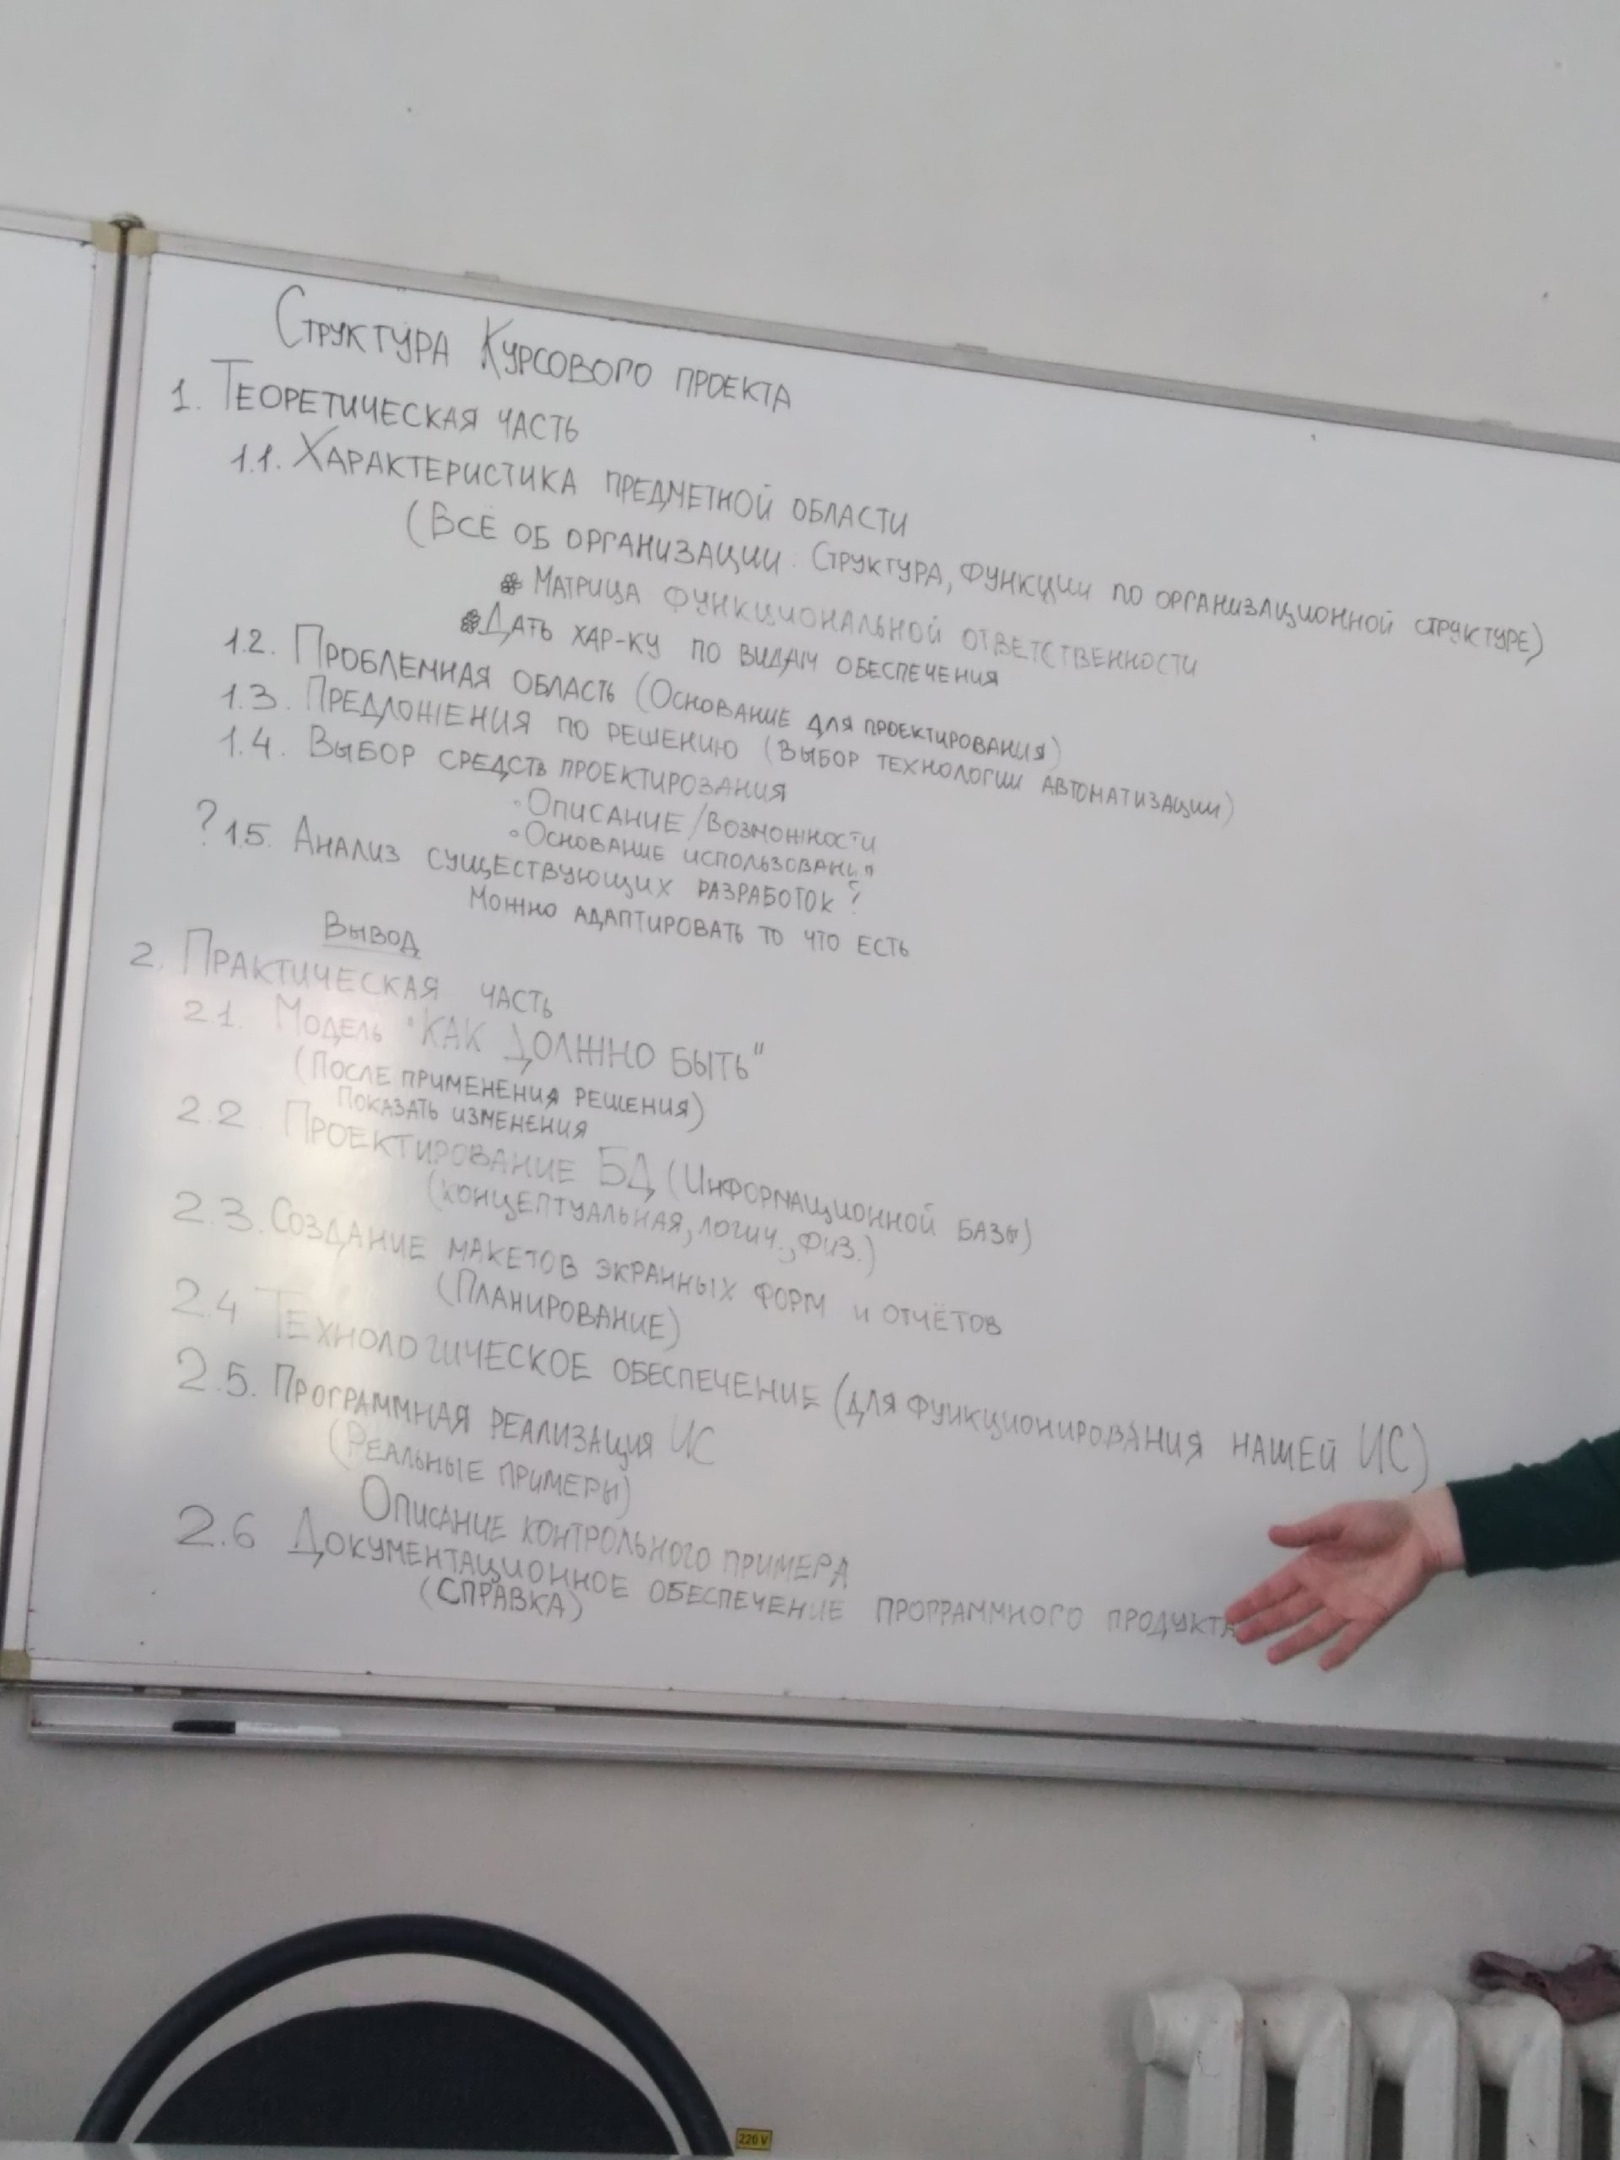 Структура Курсового проекта
1. Теоретическая часть
1.1. Характеристика предметной области
(Всё об организации. Структура, функции по организационной структуре)
Матрица функциональной ответственности
Дать хар-ку по видам обеспечения
1.2. Проблемная область (Основание для проектирования)
1.3. Предложения по решению (Выбор технологии автоматизации)
1.4. Выбор средств проектирования
• Описание/Возможности
• Основание использования
? 1.5. Анализ существующих разработок?
Можно адаптировать то что есть
Вывод
2. Практическая часть
2.1. Модель "Как должно быть"
(После применения решения)
Показать изменения
2.2. Проектирование БД (Информационной базы)
(концептуальная, логич., физ.)
2.3. Создание макетов экранных форм и отчётов
(Планирование)
2.4 Технологическое обеспечение (для функционирования нашей ИС)
2.5. Программная реализация ИС
(Реальные примеры)
Описание контрольного примера
2.6 Документационное обеспечение программного продукта
(справка)
220 V